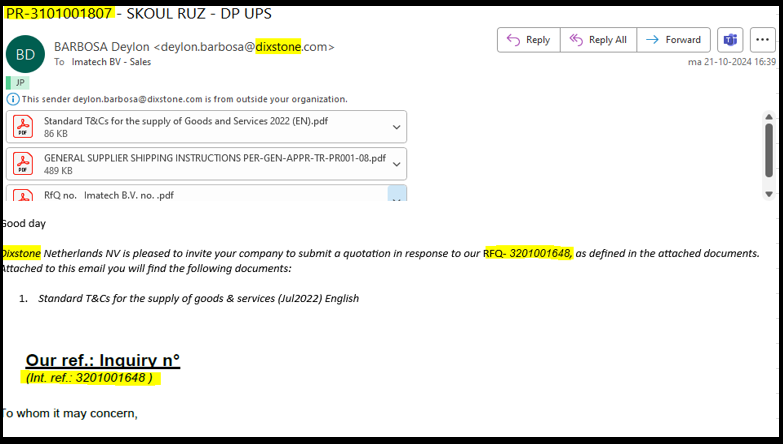 PR-3101001807 - SKOUL RUZ - DP UPS
BD
BARBOSA Deylon <deylon.barbosa@dixstone.com>
To Imatech BV - Sales
Reply
Reply All
Forward
ma 21-10-2024 16:39
JP
This sender deylon.barbosa@dixstone.com is from outside your organization.
Standard T&Cs for the supply of Goods and Services 2022 (EN).pdf
86 KB
GENERAL SUPPLIER SHIPPING INSTRUCTIONS PER-GEN-APPR-TR-PR001-08.pdf
489 KB
RfQ no. Imatech B.V. no. .pdf
Good day
Dixstone Netherlands NV is pleased to invite your company to submit a quotation in response to our RFQ- 3201001648, as defined in the attached documents.
Attached to this email you will find the following documents:
1. Standard T&Cs for the supply of goods & services (Jul2022) English
Our ref.: Inquiry n°
(Int. ref.: 3201001648 )
To whom it may concern,